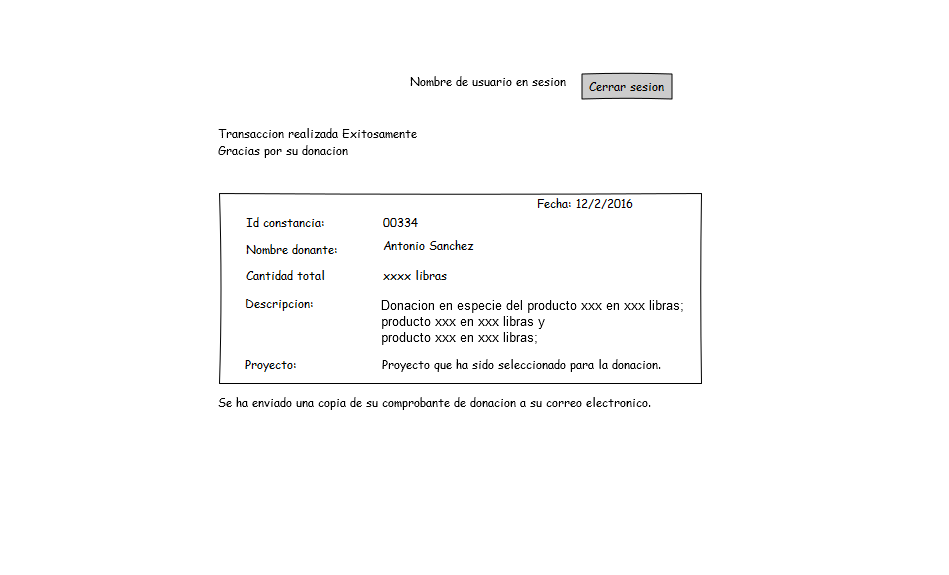 Nombre de usuario en sesion
Cerrar sesion
Transaccion realizada Exitosamente
Gracias por su donacion
Fecha: 12/2/2016
Id constancia: 00334
Nombre donante: Antonio Sanchez
Cantidad total xxxx libras
Descripcion: Donacion en especie del producto xxx en xxx libras;
producto xxx en xxx libras y
producto xxx en xxx libras;
Proyecto: Proyecto que ha sido seleccionado para la donacion.
Se ha enviado una copia de su comprobante de donacion a su correo electronico.